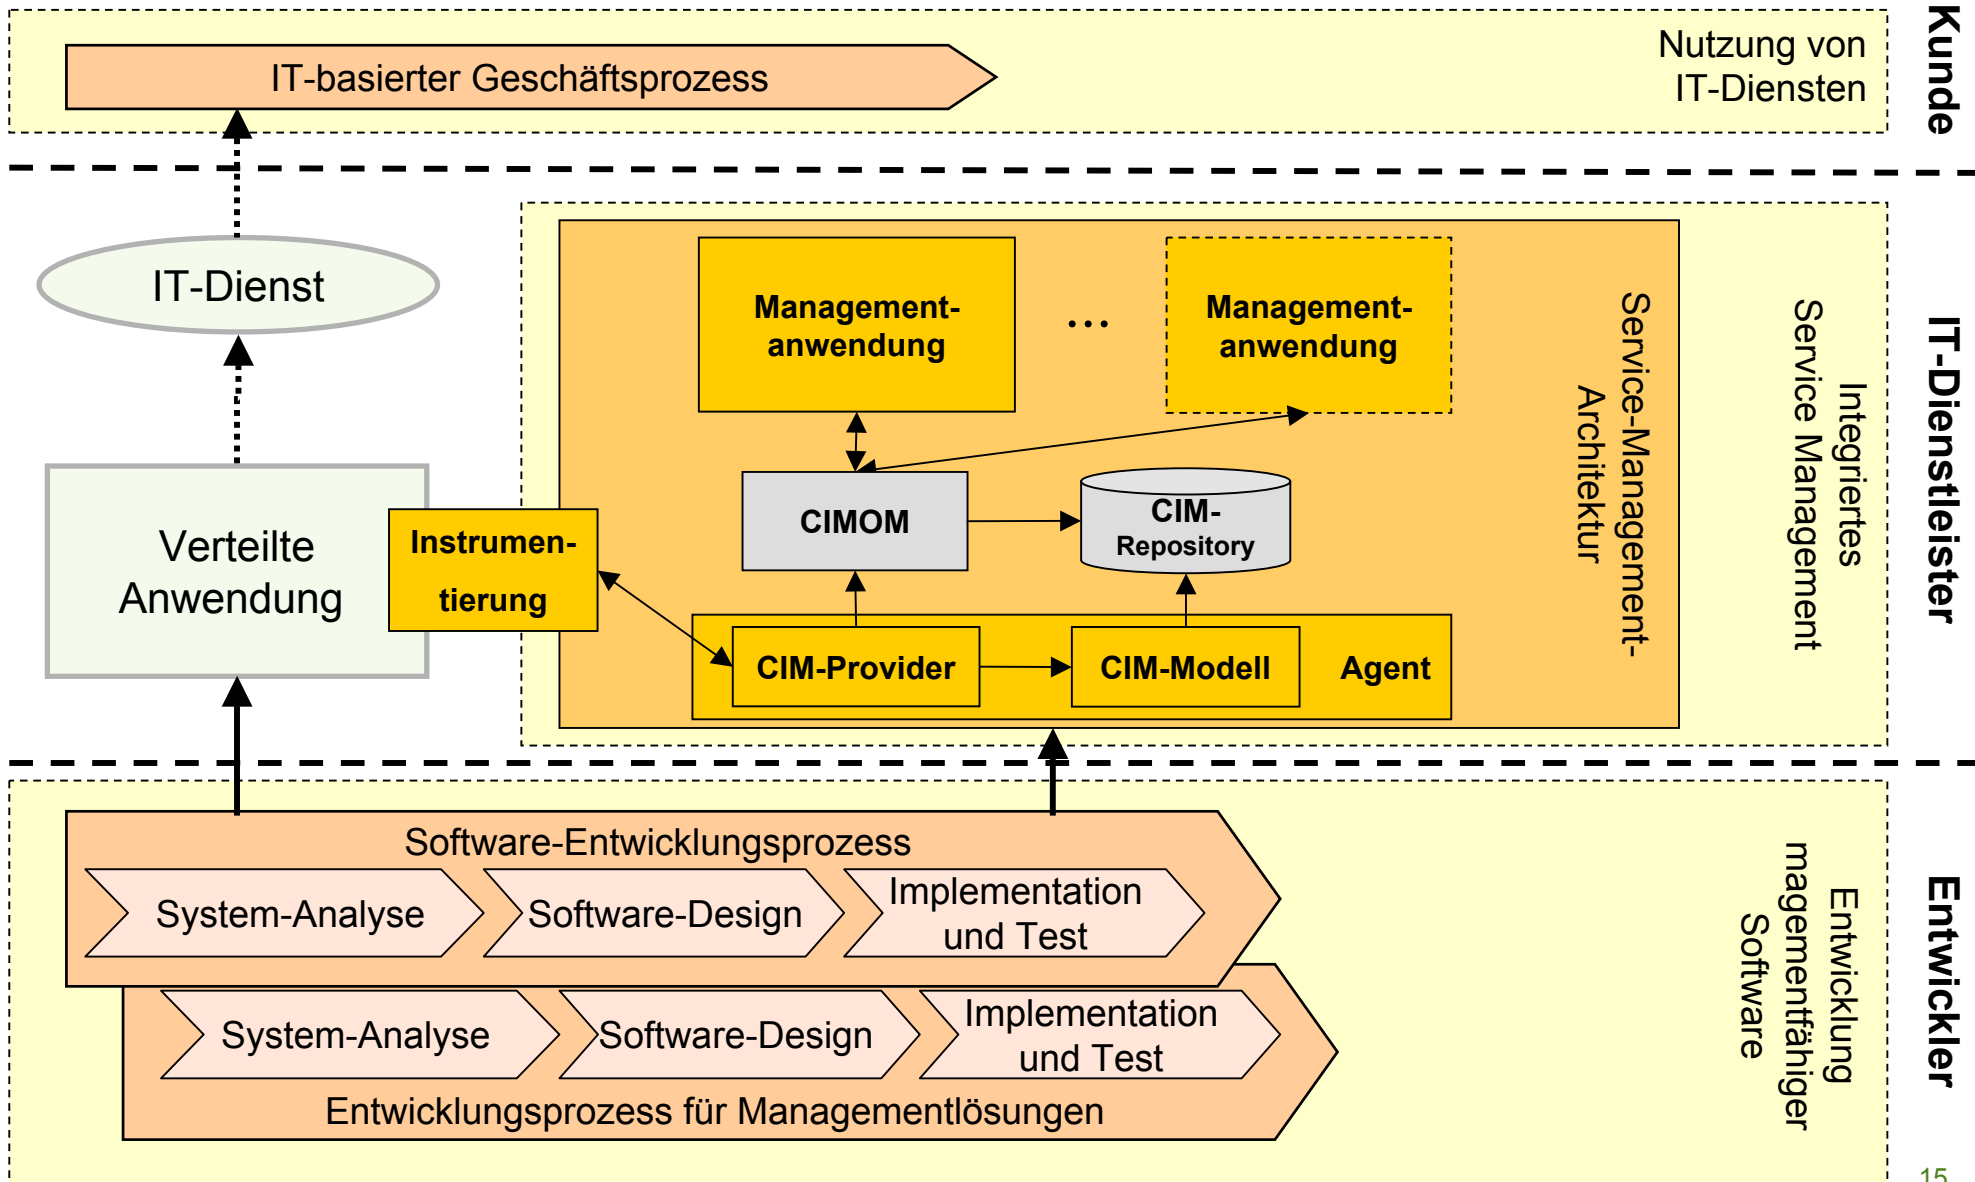 IT-basierter Geschäftsprozess
Nutzung von
IT-Diensten
Kunde
IT-Dienst
Management-
anwendung
...
Management-
anwendung
Service-Management-
Architektur
Integriertes
Service Management
IT-Dienstleister
Verteilte
Anwendung
Instrumen-
tierung
CIMOM
CIM-
Repository
CIM-Provider
CIM-Modell
Agent
Software-Entwicklungsprozess
System-Analyse
Software-Design
Implementation
und Test
System-Analyse
Software-Design
Implementation
und Test
Entwicklungsprozess für Managementlösungen
Entwicklung
magementfähiger
Software
Entwickler
15